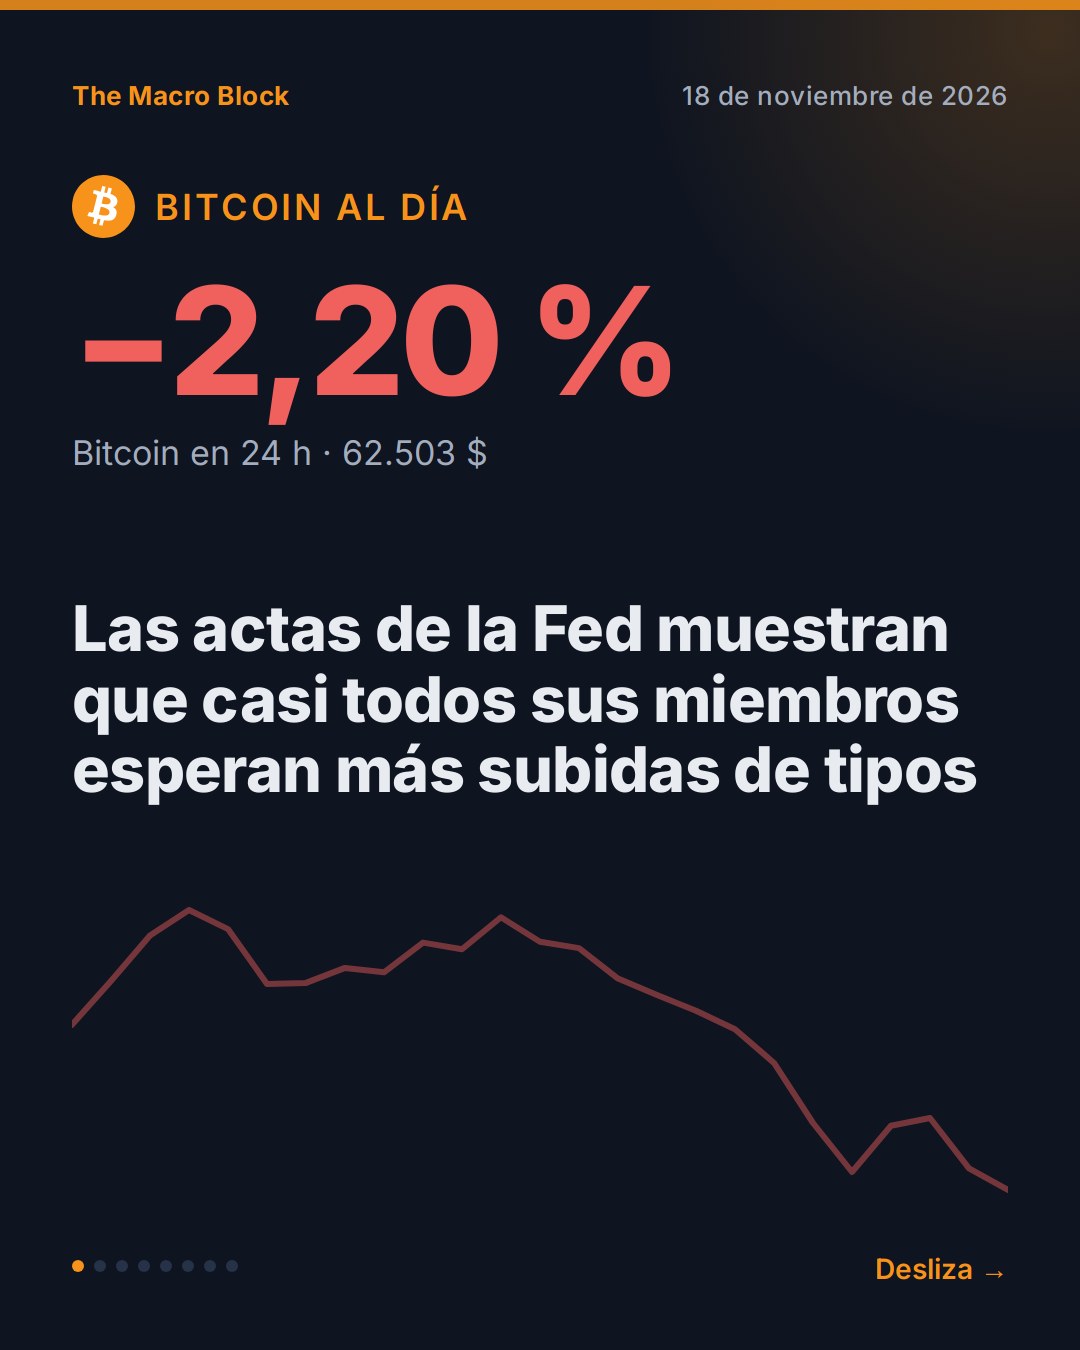 The Macro Block
18 de noviembre de 2026
BITCOIN AL DÍA
−2,20 %
Bitcoin en 24 h · 62.503 $
Las actas de la Fed muestran
que casi todos sus miembros
esperan más subidas de tipos
Desliza →